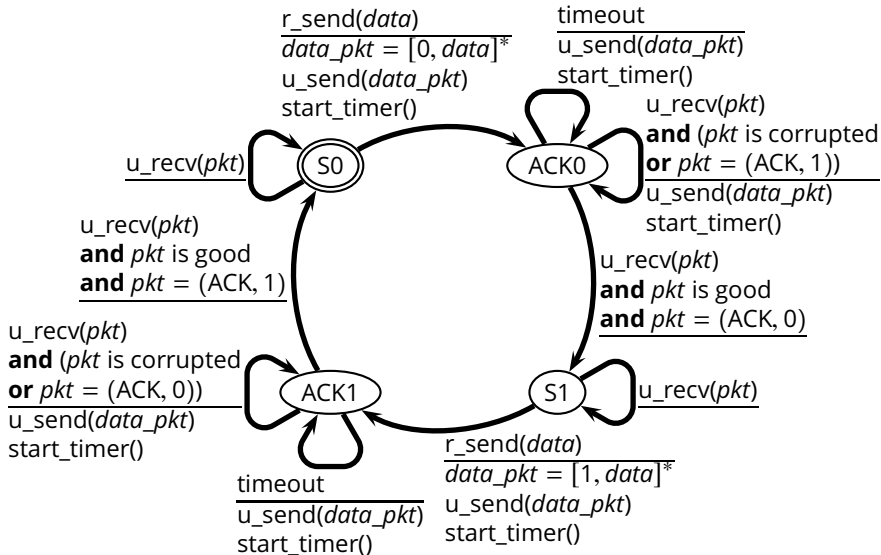 r_send(data)
data_pkt = [0, data]*
u_send(data_pkt)
start_timer()
timeout
u_send(data_pkt)
start_timer()
u_recv(pkt)
and (pkt is corrupted
or pkt = (ACK, 1))
u_send(data_pkt)
start_timer()
u_recv(pkt)
S0
ACK0
u_recv(pkt)
and pkt is good
and pkt = (ACK, 1)
u_recv(pkt)
and pkt is good
and pkt = (ACK, 0)
u_recv(pkt)
and (pkt is corrupted
or pkt = (ACK, 0))
u_send(data_pkt)
start_timer()
ACK1
S1
u_recv(pkt)
timeout
u_send(data_pkt)
start_timer()
r_send(data)
data_pkt = [1, data]*
u_send(data_pkt)
start_timer()